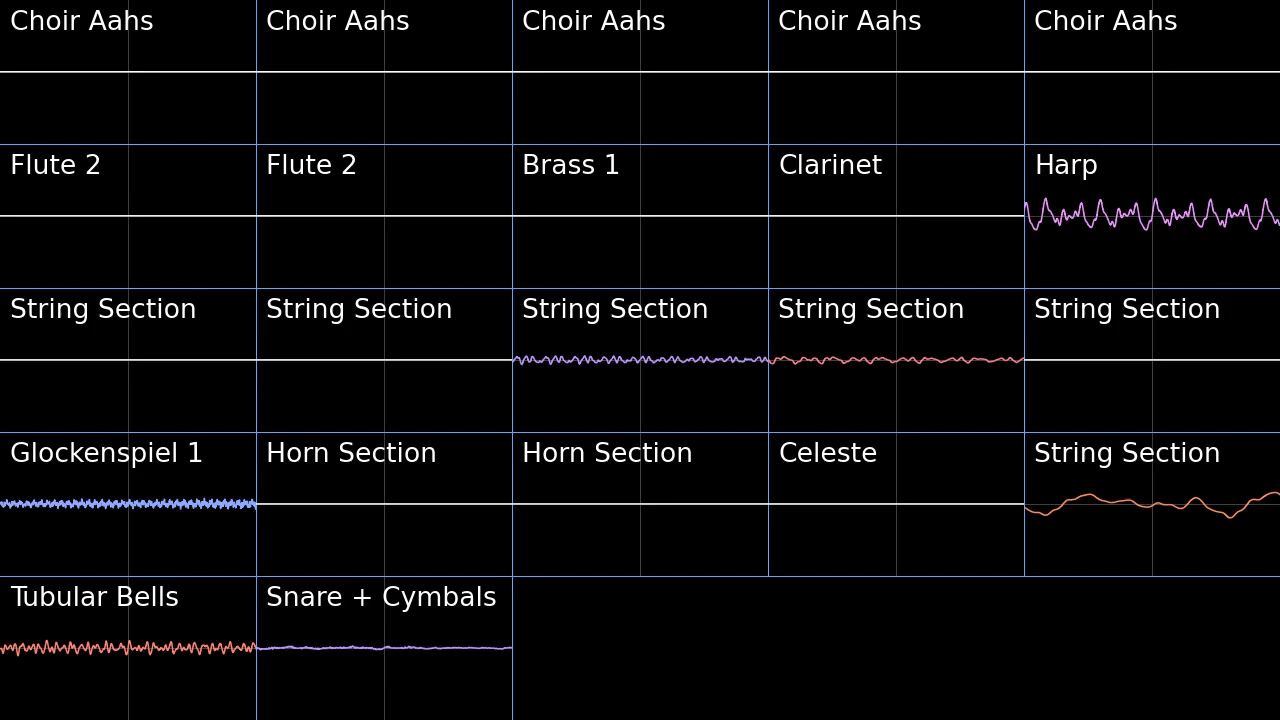 Choir Aahs
Choir Aahs
Choir Aahs
Choir Aahs
Choir Aahs
Flute 2
Flute 2
Brass 1
Clarinet
Harp
String Section
String Section
String Section
String Section
String Section
Glockenspiel 1
Horn Section
Horn Section
Celeste
String Section
Tubular Bells
Snare + Cymbals